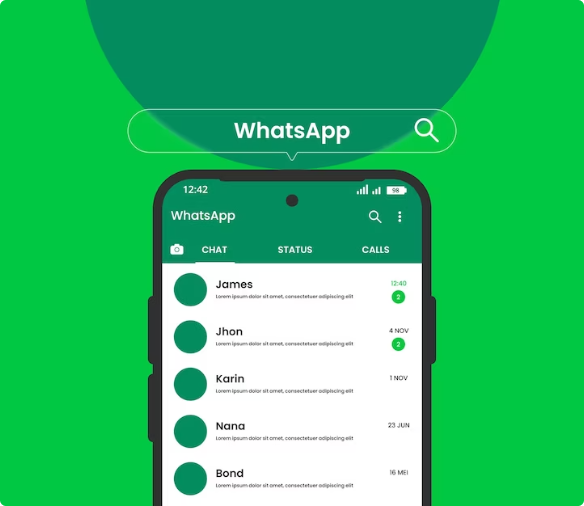 WhatsApp
12:42 98
WhatsApp
CHAT STATUS CALLS
James 12:40
Lorem ipsum dolor sit amet, consectetuer adipiscing elit 2
Jhon 4 NOV
Lorem ipsum dolor sit amet, consectetuer adipiscing elit 2
Karin 1 NOV
Lorem ipsum dolor sit amet, consectetuer adipiscing elit
Nana 23 JUN
Lorem ipsum dolor sit amet, consectetuer adipiscing elit
Bond 16 MEI
Lorem ipsum dolor sit amet, consectetuer adipiscing elit